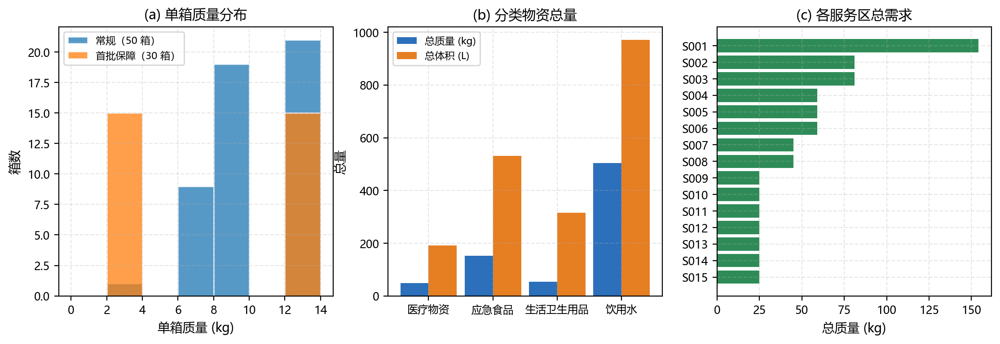 (a) 单箱质量分布
常规（50 箱）
首批保障（30 箱）
20.0
17.5
15.0
12.5
10.0
7.5
5.0
2.5
0.0
箱数
0 2 4 6 8 10 12 14
单箱质量 (kg)
(b) 分类物资总量
总质量 (kg)
总体积 (L)
1000
800
600
400
200
0
总量
医疗物资 应急食品 生活卫生用品 饮用水
(c) 各服务区总需求
S001
S002
S003
S004
S005
S006
S007
S008
S009
S010
S011
S012
S013
S014
S015
0 25 50 75 100 125 150
总质量 (kg)